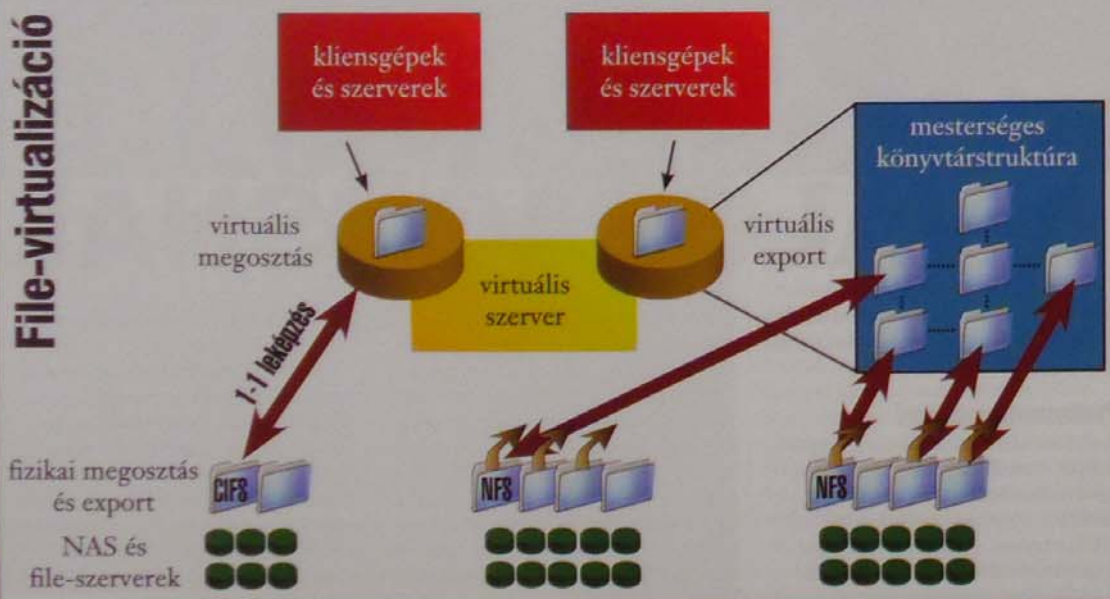 File-virtualizáció
kliensgépek
és szerverek
kliensgépek
és szerverek
mesterséges
könyvtárstruktúra
virtuális
megosztás
virtuális
export
virtuális
szerver
1-1 leképzés
fizikai megosztás
és export
CIFS
NFS
NFS
NAS és
file-szerverek